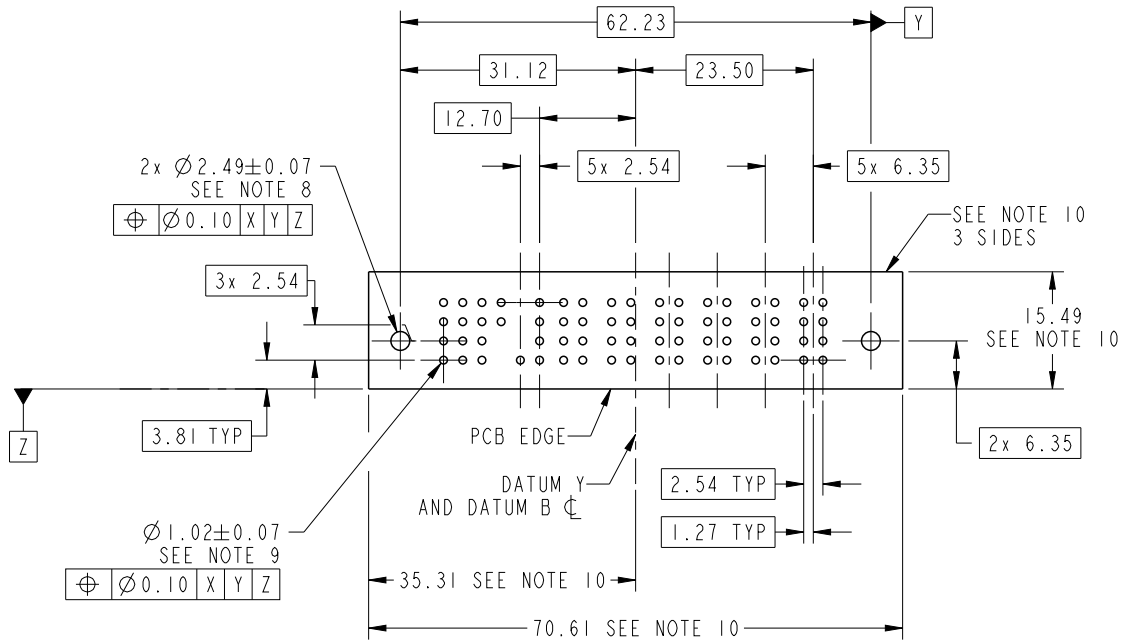 62.23
Y
31.12
23.50
12.70
2x Ø2.49±0.07
SEE NOTE 8
⌖ Ø0.10 X Y Z
5x 2.54
5x 6.35
SEE NOTE 10
3 SIDES
3x 2.54
15.49
SEE NOTE 10
Z
3.81 TYP
PCB EDGE
2x 6.35
DATUM Y
AND DATUM B ℄
2.54 TYP
1.27 TYP
Ø1.02±0.07
SEE NOTE 9
⌖ Ø0.10 X Y Z
35.31 SEE NOTE 10
70.61 SEE NOTE 10